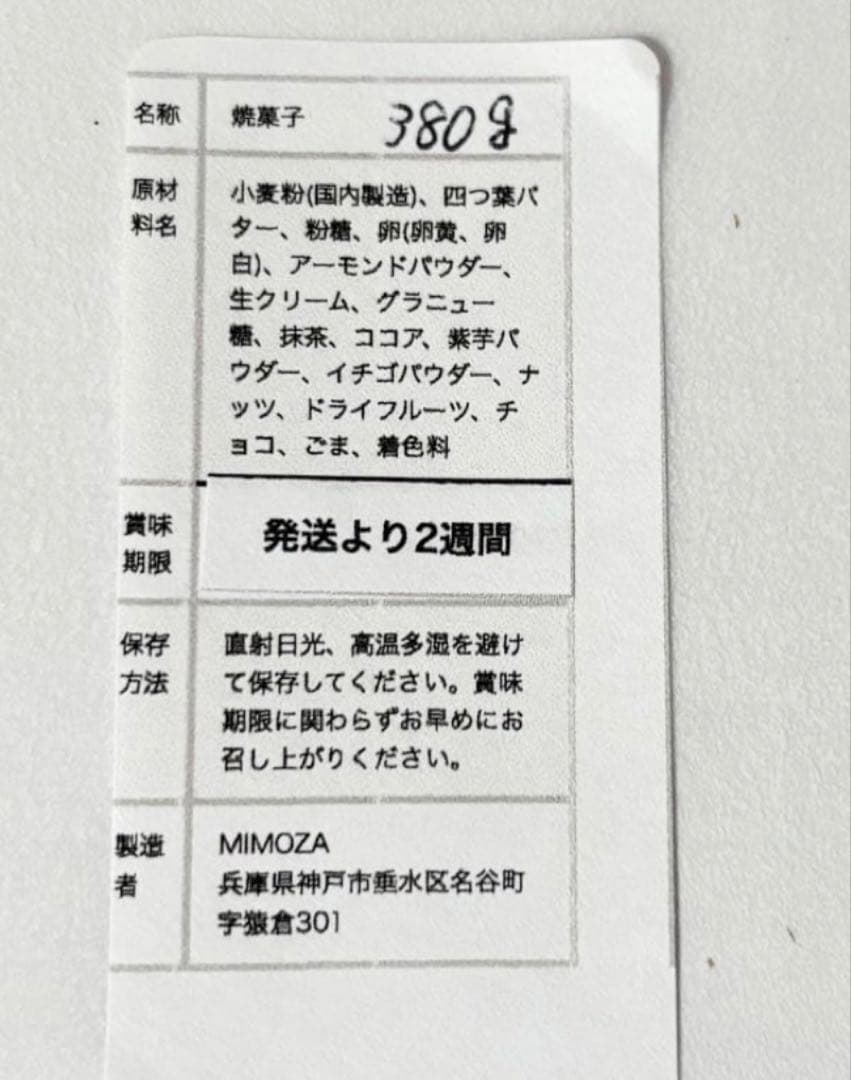 名称 焼菓子 380g
原材料名
小麦粉(国内製造)、四つ葉バ
ター、粉糖、卵(卵黄、卵
白)、アーモンドパウダー、
生クリーム、グラニュー
糖、抹茶、ココア、紫芋パ
ウダー、イチゴパウダー、ナ
ッツ、ドライフルーツ、チ
ョコ、ごま、着色料
賞味期限
発送より2週間
保存方法
直射日光、高温多湿を避け
て保存してください。賞味
期限に関わらずお早めにお
召し上がりください。
製造者
MIMOZA
兵庫県神戸市垂水区名谷町
字猿倉301